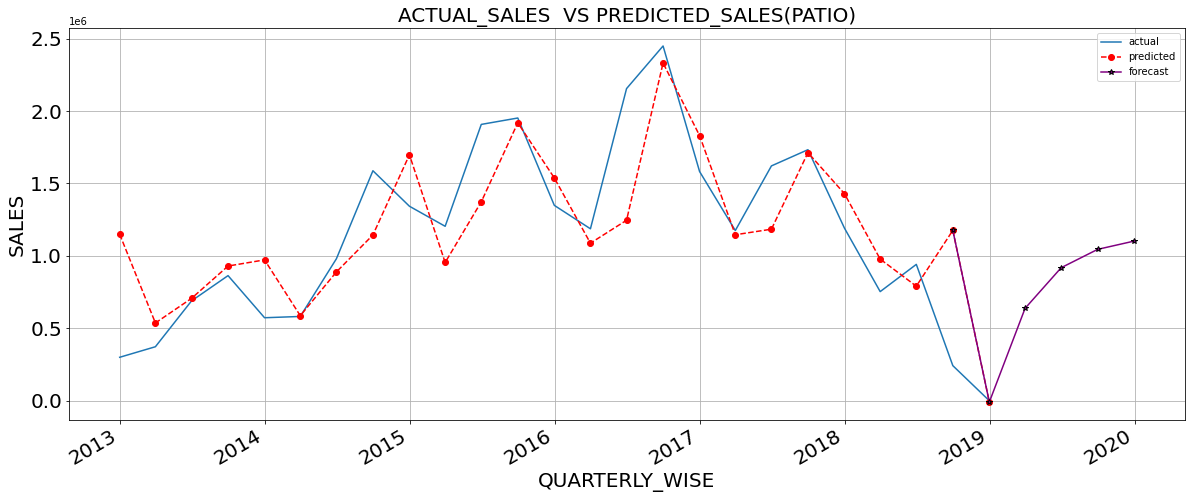 ACTUAL_SALES  VS PREDICTED_SALES(PATIO)
1e6
actual
predicted
forecast
2.5
2.0
1.5
1.0
0.5
0.0
SALES
2013
2014
2015
2016
2017
2018
2019
2020
QUARTERLY_WISE